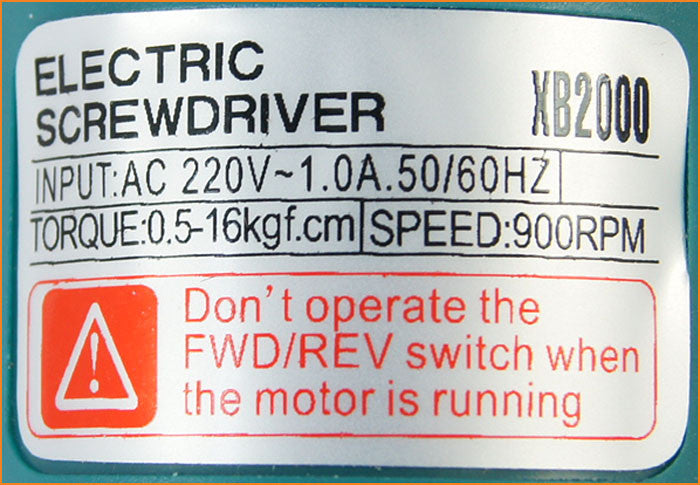 ELECTRIC
SCREWDRIVER XB2000
INPUT:AC 220V~1.0A.50/60HZ
TORQUE:0.5-16kgf.cm SPEED:900RPM
Don't operate the
FWD/REV switch when
the motor is running